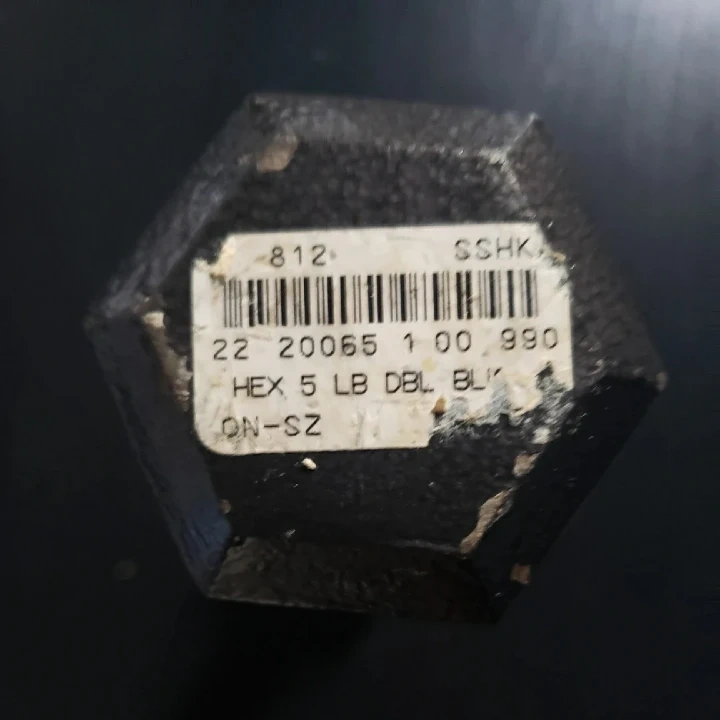 812 SSHK
22 20065 1 00 990
HEX 5 LB DBL
ON-SZ